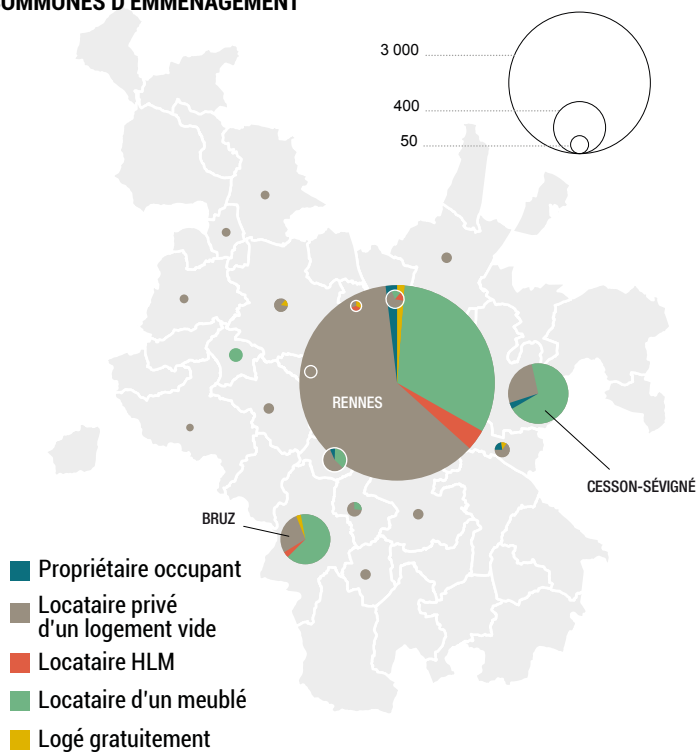 COMMUNES D'EMMÉNAGEMENT
3 000
400
50
RENNES
CESSON-SÉVIGNÉ
BRUZ
Propriétaire occupant
Locataire privé
d'un logement vide
Locataire HLM
Locataire d'un meublé
Logé gratuitement